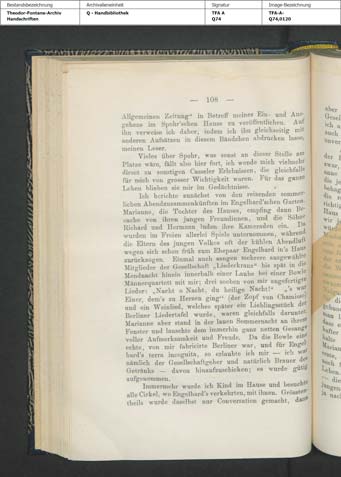 Bestandsbezeichnung
Theodor-Fontane-Archiv
Handschriften
Archivalieneinheit
Q - Handbibliothek
Signatur
TFA A
Q74
Image-Bezeichnung
TFA-A-
Q74,0120
— 108 —
Allgemeinen Zeitung" in Betreff meiner Ein- und Aus-
gehens im Spohr'schen Hause zu veröffentlichen. Auf
ihn verweise ich daher, indem ich ihn gleichzeitig mit
anderen Aufsätzen in diesem Bändchen abdrucken lasse,
meinen Leser.
Vieles über Spohr, was sonst an dieser Stelle am
Platze wäre, fällt also hier fort, ich werde mich vielmehr
direct zu sonstigen Casseler Erlebnissen, die gleichfalls
für mich von grosser Wichtigkeit waren. Für das ganze
Leben blieben sie mir im Gedächtnisse.
Ich berichte zunächst von den reizenden sommer-
lichen Abendzusammenkünften im Engelhard'schen Garten.
Marianne, die Tochter des Hauses, empfing dann Be-
suche von ihren jungen Freundinnen, und die Söhne
Richard und Hermann luden ihre Kameraden ein. Da
wurden im Freien allerlei Spiele unternommen, während
die Eltern des jungen Volkes oft der kühlen Abendluft
wegen sich schon früh zum Ehepaar Engelhard in's Haus
zurückzogen. Einmal auch sangen mehrere ausgewählte
Mitglieder der Gesellschaft „Liederkranz" bis spät in die
Mondnacht hinein innerhalb einer Laube bei einer Bowle
Männerquartett mit mir; drei soeben von mir angefertigte
Lieder: „Nacht o Nacht, du heilige Nacht!" „'s war
Einer, dem's zu Herzen ging" (der Zopf von Chamisso)
und ein Weinlied, welches später ein Lieblingsstück der
Berliner Liedertafel wurde, waren gleichfalls darunter.
Marianne aber stand in der lauen Sommernacht an ihrem
Fenster und lauschte dem immerhin ganz netten Gesange
voller Aufmerksamkeit und Freude. Da die Bowle eine
echte, von mir fabricirte Berliner war, und für Engel-
hard's terra incognita, so erlaubte ich mir — ich war
nämlich der Gesellschaftgeber und natürlich Brauer des
Getränks — davon hinaufzuschicken; es wurde gütig
aufgenommen.
Immermehr wurde ich Kind im Hause und besuchte
alle Cirkel, wo Engelhard's verkehrten, mit ihnen. Grössten-
theils wurde daselbst nur Conversation gemacht,